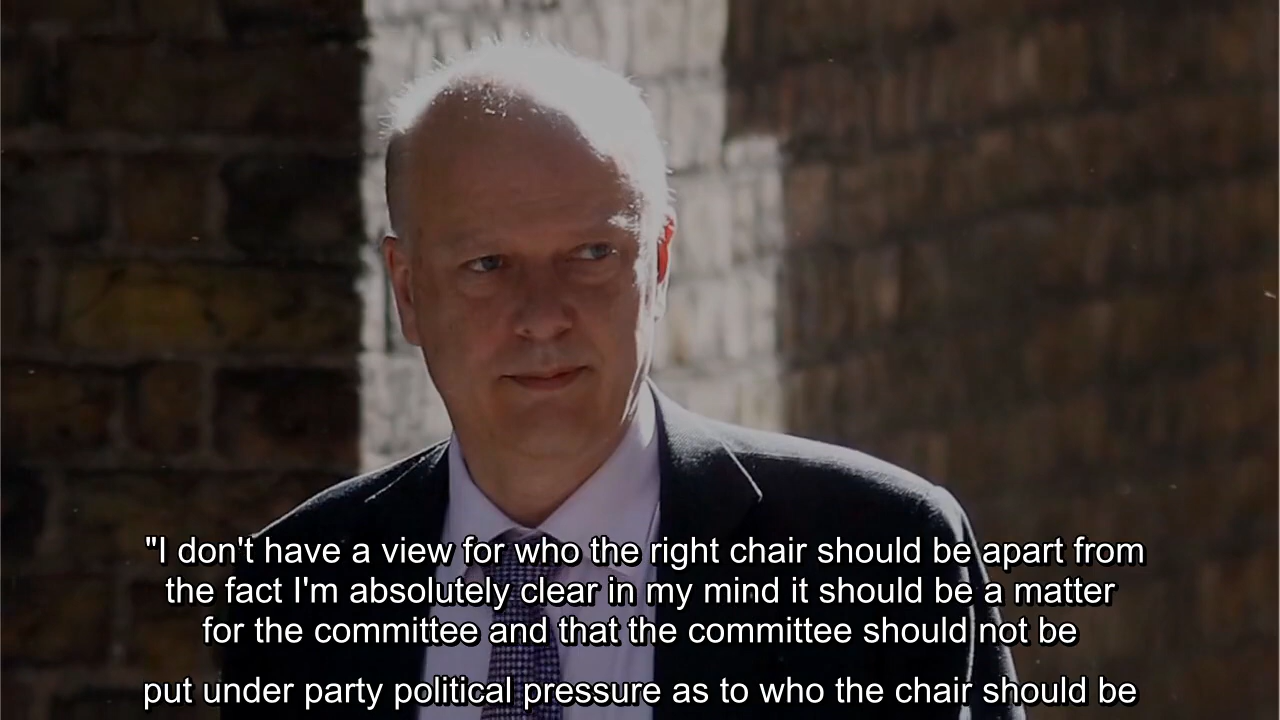 "I don't have a view for who the right chair should be apart from
the fact I'm absolutely clear in my mind it should be a matter
for the committee and that the committee should not be
put under party political pressure as to who the chair should be